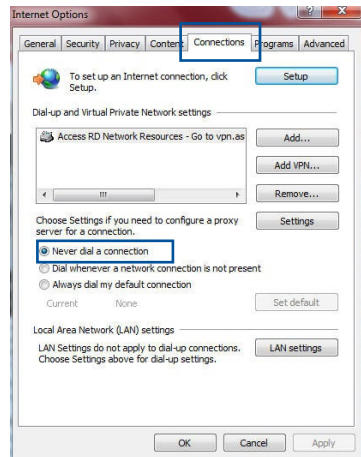 Internet Options
General Security Privacy Content Connections Programs Advanced
To set up an Internet connection, click
Setup.
Setup
Dial-up and Virtual Private Network settings
Access RD Network Resources - Go to vpn.as
Add...
Add VPN...
Remove...
Choose Settings if you need to configure a proxy
server for a connection.
Settings
Never dial a connection
Dial whenever a network connection is not present
Always dial my default connection
Current None
Set default
Local Area Network (LAN) settings
LAN Settings do not apply to dial-up connections.
Choose Settings above for dial-up settings.
LAN settings
OK Cancel Apply